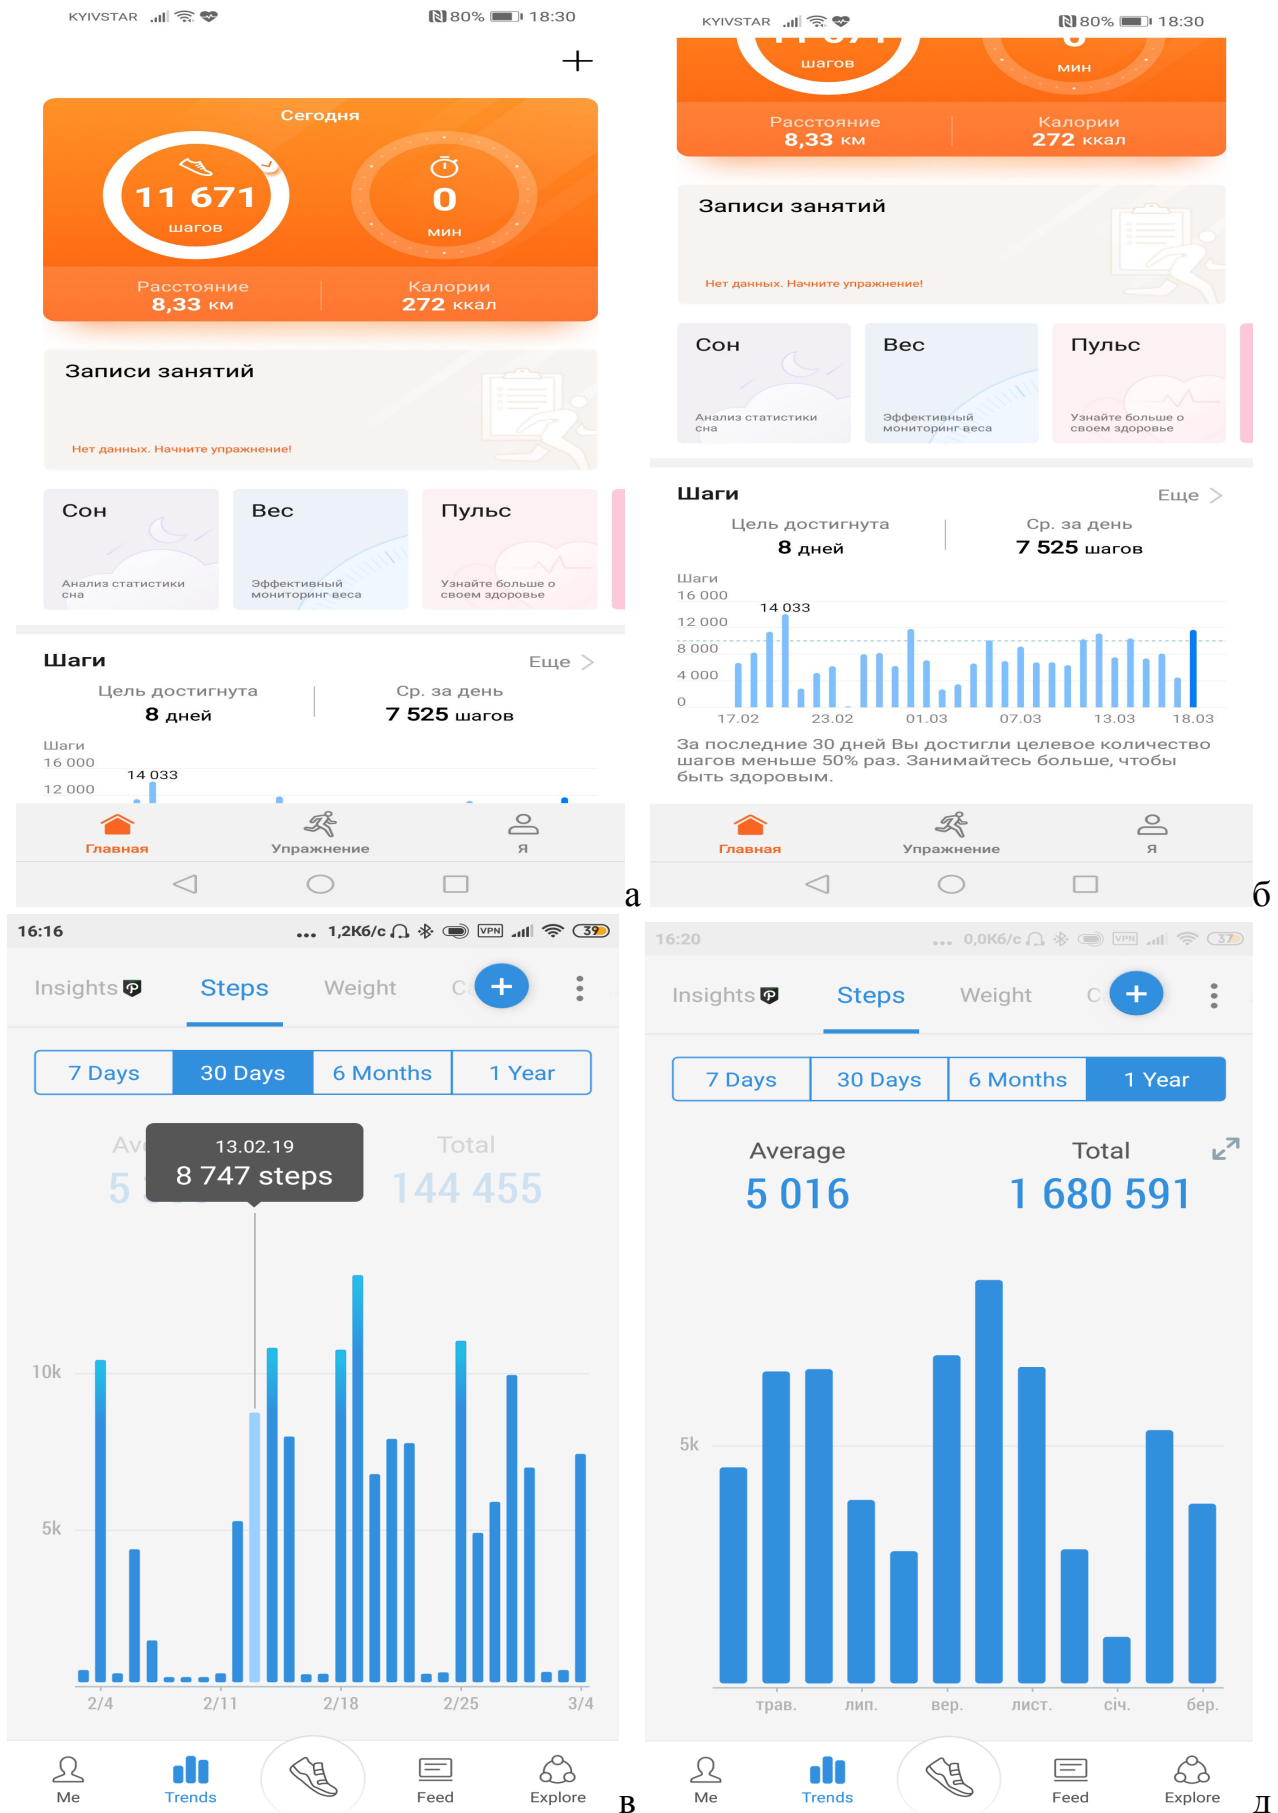 KYIVSTAR 80% 18:30
+
Сегодня
11 671
шагов
0
мин
Расстояние
8,33 км
Калории
272 ккал
Записи занятий
Нет данных. Начните упражнение!
Сон
Анализ статистики
сна
Вес
Эффективный
мониторинг веса
Пульс
Узнайте больше о
своем здоровье
Шаги
Еще
Цель достигнута
8 дней
Ср. за день
7 525 шагов
Шаги
16 000
14 033
12 000
Главная
Упражнение
Я
а
KYIVSTAR 80% 18:30
11 671
шагов
0
мин
Расстояние
8,33 км
Калории
272 ккал
Записи занятий
Нет данных. Начните упражнение!
Сон
Анализ статистики
сна
Вес
Эффективный
мониторинг веса
Пульс
Узнайте больше о
своем здоровье
Шаги
Еще
Цель достигнута
8 дней
Ср. за день
7 525 шагов
Шаги
16 000
14 033
12 000
8 000
4 000
0
17.02 23.02 01.03 07.03 13.03 18.03
За последние 30 дней Вы достигли целевое количество
шагов меньше 50% раз. Занимайтесь больше, чтобы
быть здоровым.
Главная
Упражнение
Я
б
16:16 ... 1,2Кб/с VPN 39
Insights Steps Weight C +
7 Days 30 Days 6 Months 1 Year
13.02.19
8 747 steps
Av
5
Total
144 455
10k
5k
2/4 2/11 2/18 2/25 3/4
Me Trends Feed Explore
в
16:20 ... 0,0Кб/с VPN 37
Insights Steps Weight C +
7 Days 30 Days 6 Months 1 Year
Average
5 016
Total
1 680 591
5k
трав. лип. вер. лист. січ. бер.
Me Trends Feed Explore
д